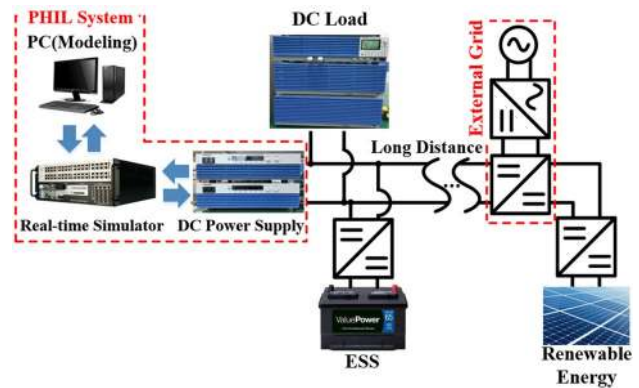 PHIL System
PC(Modeling)
DC Load
External Grid
Long Distance
Real-time Simulator
DC Power Supply
ValuePower
ESS
Renewable
Energy